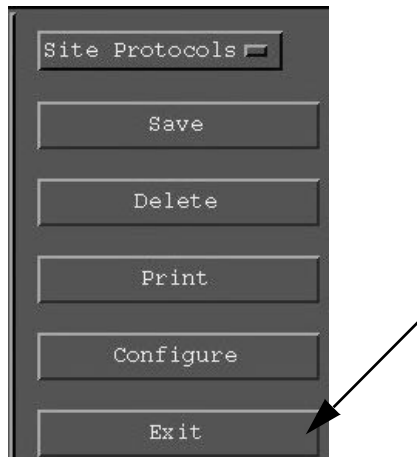 Site Protocols
Save
Delete
Print
Configure
Exit